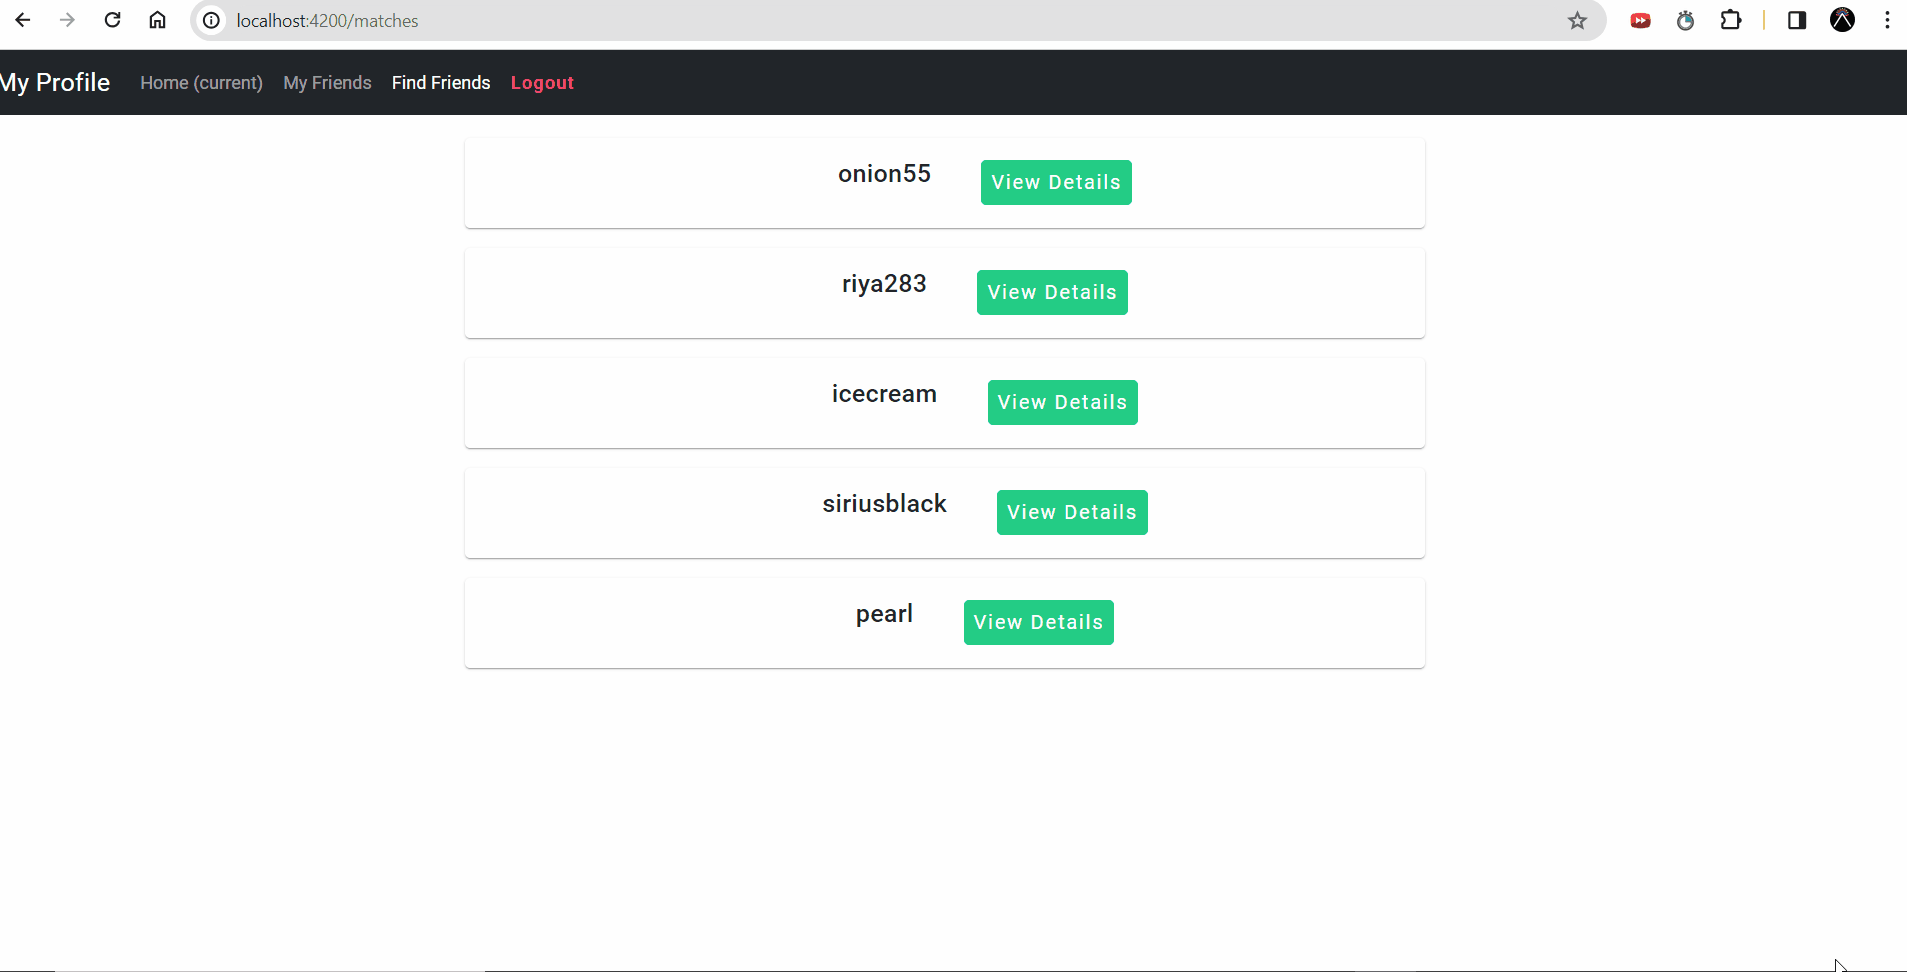 localhost:4200/matches
My Profile Home (current) My Friends Find Friends Logout
onion55 View Details
riya283 View Details
icecream View Details
siriusblack View Details
pearl View Details